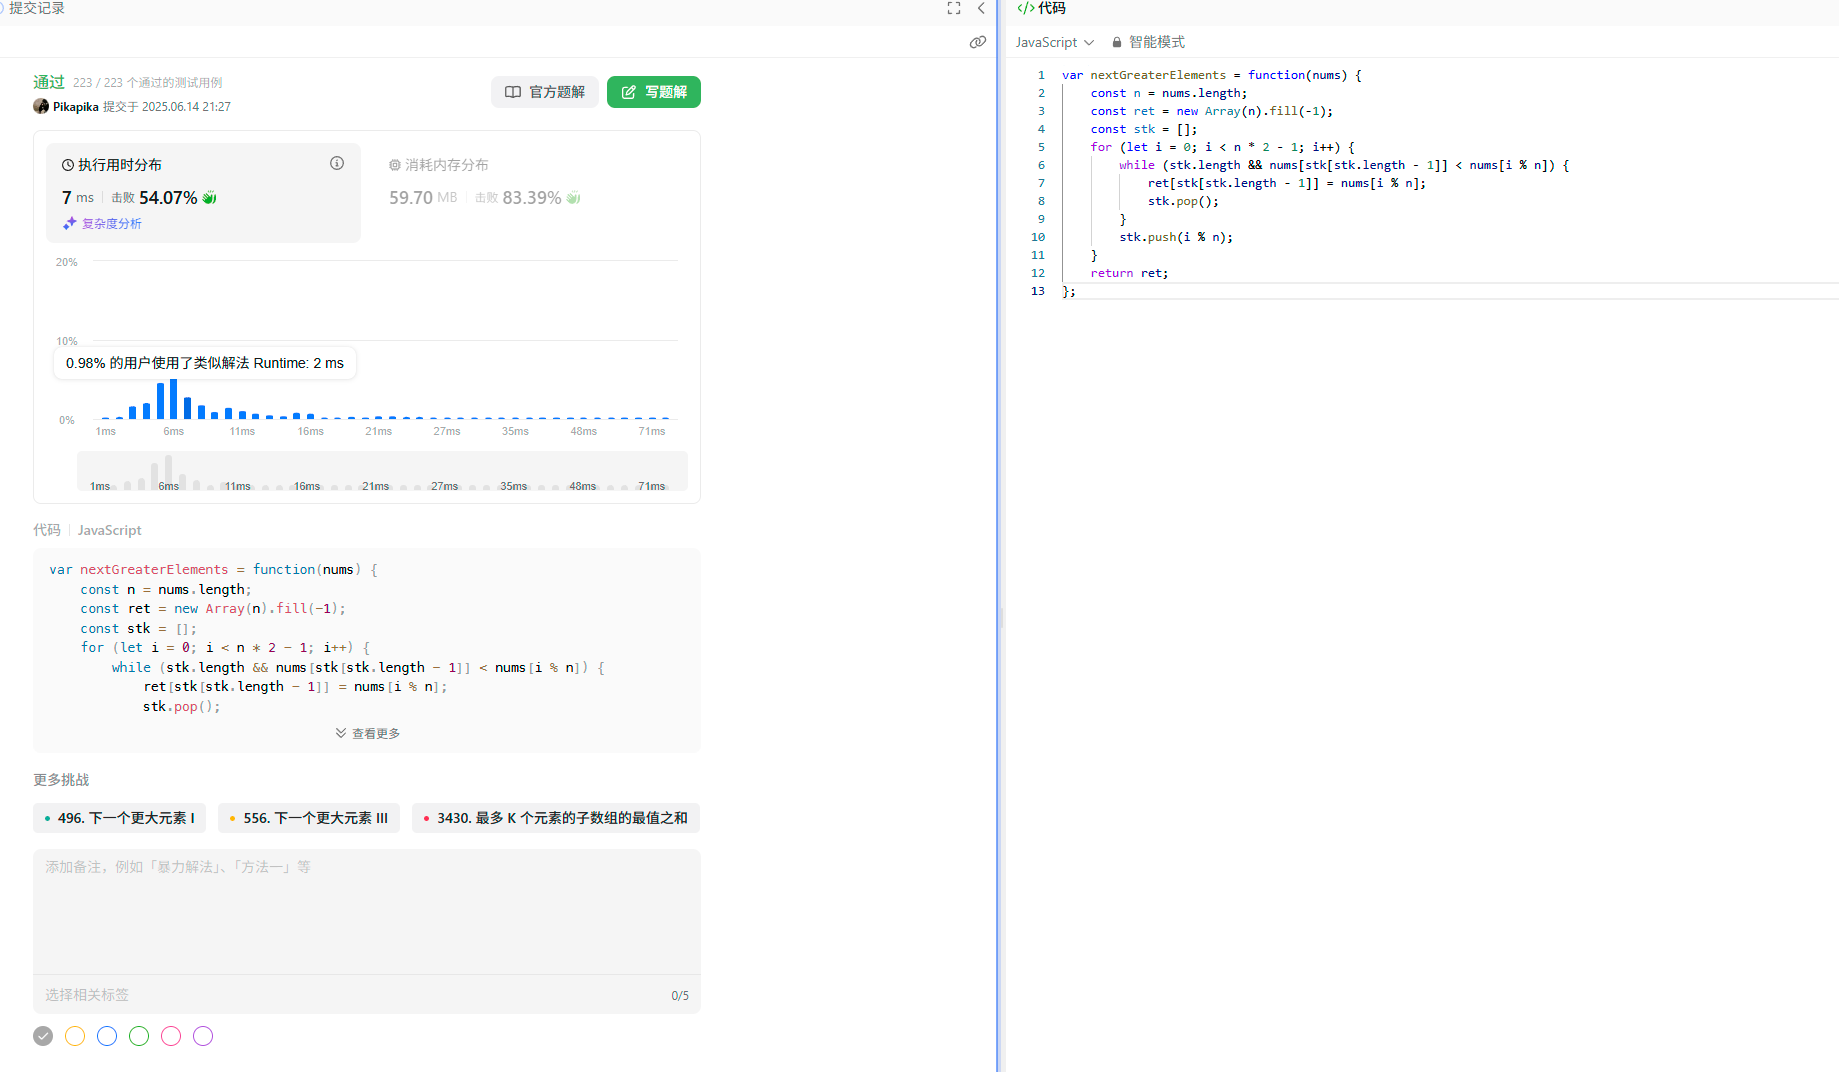 提交记录
通过 223 / 223 个通过的测试用例
Pikapika 提交于 2025.06.14 21:27
官方题解
写题解
执行用时分布
7 ms 击败 54.07%
复杂度分析
消耗内存分布
59.70 MB 击败 83.39%
20%
10%
0.98% 的用户使用了类似解法 Runtime: 2 ms
0%
1ms 6ms 11ms 16ms 21ms 27ms 35ms 48ms 71ms
1ms 6ms 11ms 16ms 21ms 27ms 35ms 48ms 71ms
代码 JavaScript
var nextGreaterElements = function(nums) {
    const n = nums.length;
    const ret = new Array(n).fill(-1);
    const stk = [];
    for (let i = 0; i < n * 2 - 1; i++) {
        while (stk.length && nums[stk[stk.length - 1]] < nums[i % n]) {
            ret[stk[stk.length - 1]] = nums[i % n];
            stk.pop();
查看更多
更多挑战
496. 下一个更大元素 I
556. 下一个更大元素 III
3430. 最多 K 个元素的子数组的最值之和
添加备注，例如「暴力解法」、「方法一」等
选择相关标签
0/5
代码
JavaScript 智能模式
1 var nextGreaterElements = function(nums) {
2     const n = nums.length;
3     const ret = new Array(n).fill(-1);
4     const stk = [];
5     for (let i = 0; i < n * 2 - 1; i++) {
6         while (stk.length && nums[stk[stk.length - 1]] < nums[i % n]) {
7             ret[stk[stk.length - 1]] = nums[i % n];
8             stk.pop();
9         }
10         stk.push(i % n);
11     }
12     return ret;
13 };